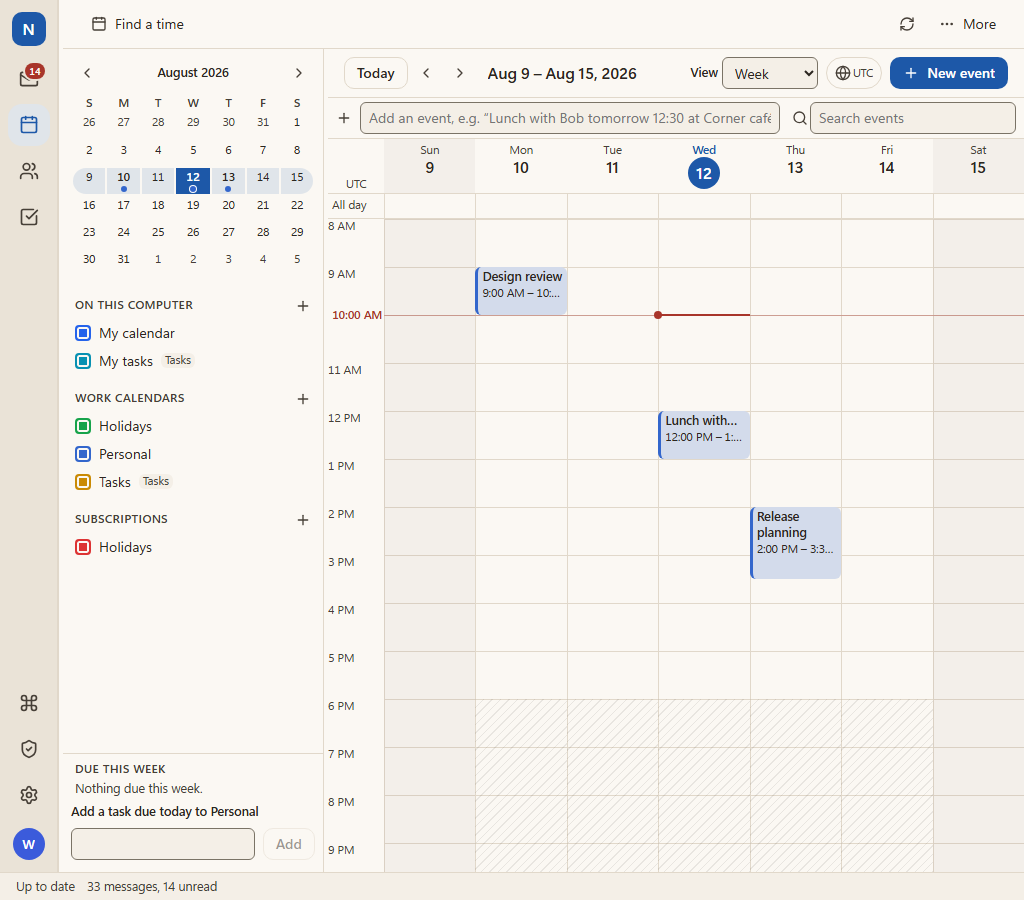 N
Find a time
More
14
August 2026
S M T W T F S
26 27 28 29 30 31 1
2 3 4 5 6 7 8
9 10 11 12 13 14 15
16 17 18 19 20 21 22
23 24 25 26 27 28 29
30 31 1 2 3 4 5
ON THIS COMPUTER
My calendar
My tasks Tasks
WORK CALENDARS
Holidays
Personal
Tasks Tasks
SUBSCRIPTIONS
Holidays
DUE THIS WEEK
Nothing due this week.
Add a task due today to Personal
Add
W
Today
Aug 9 – Aug 15, 2026
View
Week
UTC
New event
Add an event, e.g. “Lunch with Bob tomorrow 12:30 at Corner café
Search events
Sun Mon Tue Wed Thu Fri Sat
9 10 11 12 13 14 15
UTC
All day
8 AM
9 AM
Design review
9:00 AM – 10:...
10:00 AM
11 AM
12 PM
Lunch with...
12:00 PM – 1:...
1 PM
2 PM
Release
planning
2:00 PM – 3:3...
3 PM
4 PM
5 PM
6 PM
7 PM
8 PM
9 PM
Up to date 33 messages, 14 unread